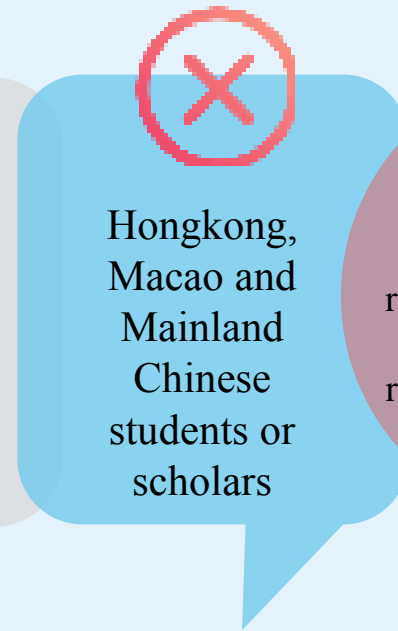 Hongkong,
Macao and
Mainland
Chinese
students or
scholars